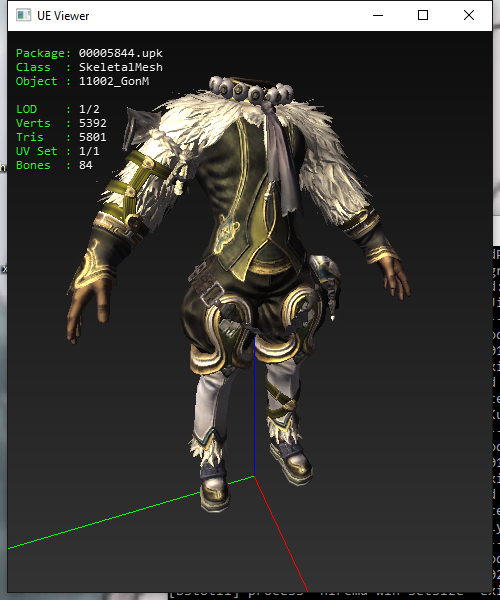 UE Viewer
Package: 00005844.upk
Class  : SkeletalMesh
Object : 11002_GonM
LOD    : 1/2
Verts  : 5392
Tris   : 5801
UV Set : 1/1
Bones  : 84